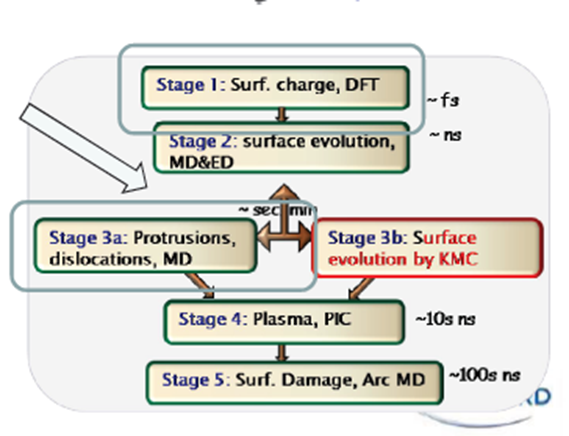 Stage 1: Surf. charge, DFT
~ fs
Stage 2: surface evolution,
MD&ED
~ ns
~ sec
min
Stage 3a: Protrusions,
dislocations, MD
Stage 3b: Surface
evolution by KMC
Stage 4: Plasma, PIC
~10s ns
Stage 5: Surf. Damage, Arc MD
~100s ns